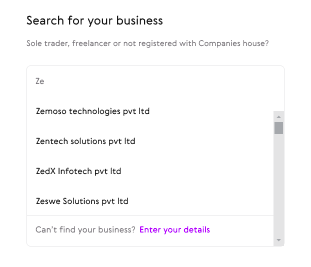 Search for your business
Sole trader, freelancer or not registered with Companies house?
Ze
Zemoso technologies pvt ltd
Zentech solutions pvt ltd
ZedX Infotech pvt ltd
Zeswe Solutions pvt ltd
Can't find your business? Enter your details